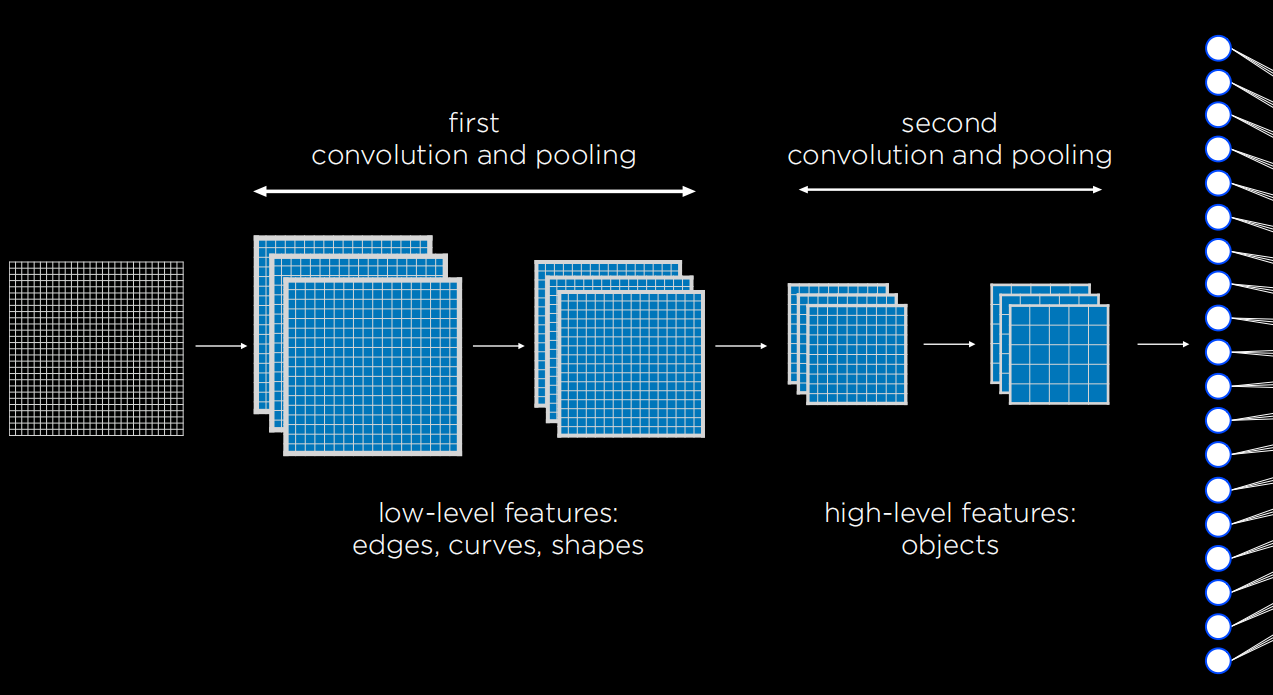 first
convolution and pooling
second
convolution and pooling
low-level features:
edges, curves, shapes
high-level features:
objects